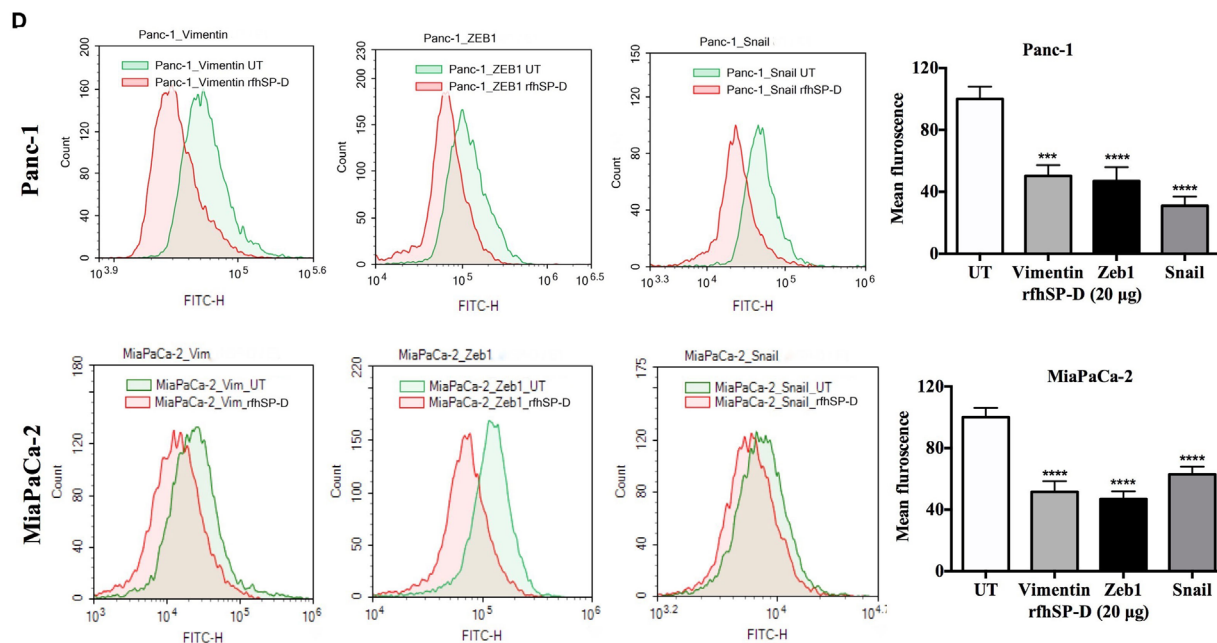 D
Panc-1
Panc-1_Vimentin
Panc-1_Vimentin UT
Panc-1_Vimentin rfhSP-D
Count
200
160
120
80
40
0
10^3.9
10^5
10^5.6
FITC-H
Panc-1_ZEB1
Panc-1_ZEB1 UT
Panc-1_ZEB1 rfhSP-D
Count
230
200
150
100
50
0
10^4
10^5
10^6
10^6.5
FITC-H
Panc-1_Snail
Panc-1_Snail UT
Panc-1_Snail rfhSP-D
Count
150
120
80
40
0
10^3.3
10^4
10^5
10^6
FITC-H
Panc-1
Mean fluroscence
120
80
40
0
*** **** ****
UT Vimentin Zeb1 Snail
rfhSP-D (20 µg)
MiaPaCa-2
MiaPaCa-2_Vim
MiaPaCa-2_Vim_UT
MiaPaCa-2_Vim_rfhSP-D
Count
180
160
120
80
40
0
10^3
10^4
10^5
10^6
FITC-H
MiaPaCa-2_Zeb1
MiaPaCa-2_Zeb1_UT
MiaPaCa-2_Zeb1_rfhSP-D
Count
220
200
150
100
50
0
10^4
10^5
10^6
FITC-H
MiaPaCa-2_Snail
MiaPaCa-2_Snail_UT
MiaPaCa-2_Snail_rfhSP-D
Count
175
120
80
40
0
10^3.2
10^4
FITC-H
MiaPaCa-2
Mean fluroscence
120
80
40
0
**** **** ****
UT Vimentin Zeb1 Snail
rfhSP-D (20 µg)